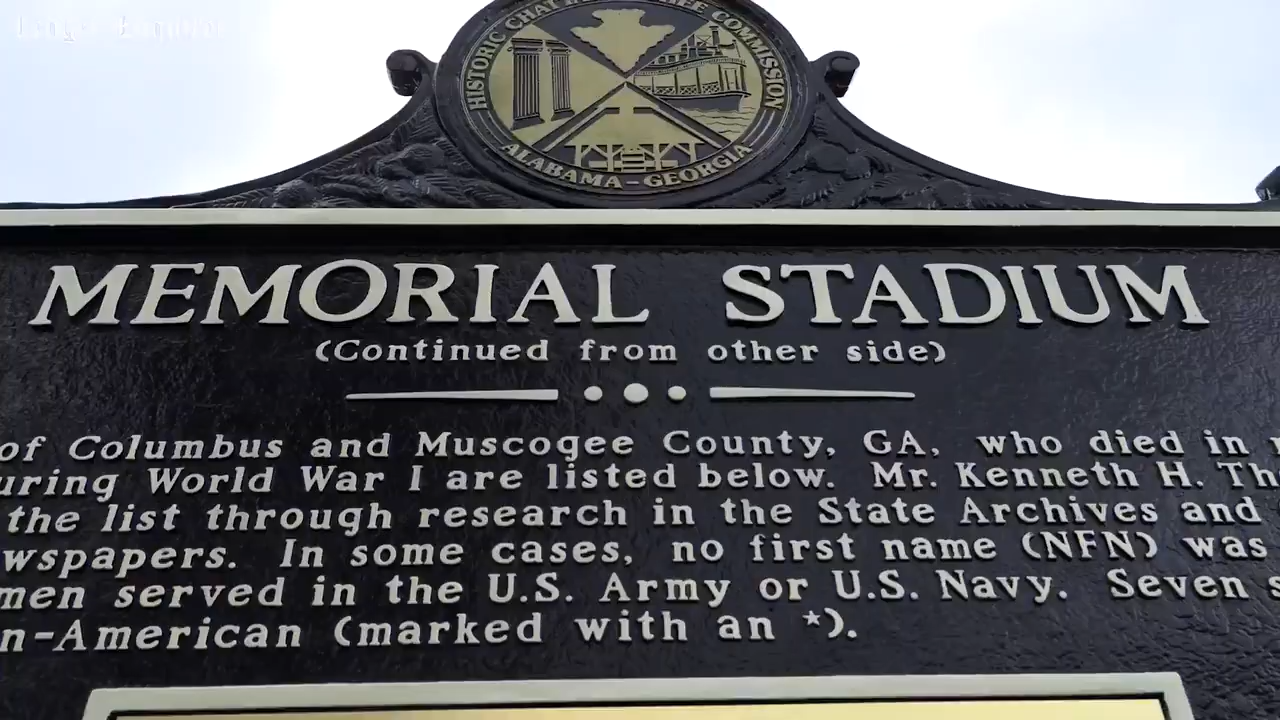 HISTORIC CHATTAHOOCHEE COMMISSION
ALABAMA - GEORGIA
MEMORIAL STADIUM
(Continued from other side)
of Columbus and Muscogee County, GA, who died in
uring World War I are listed below. Mr. Kenneth H. Th
the list through research in the State Archives and
wspapers. In some cases, no first name (NFN) was
men served in the U.S. Army or U.S. Navy. Seven s
n-American (marked with an *).